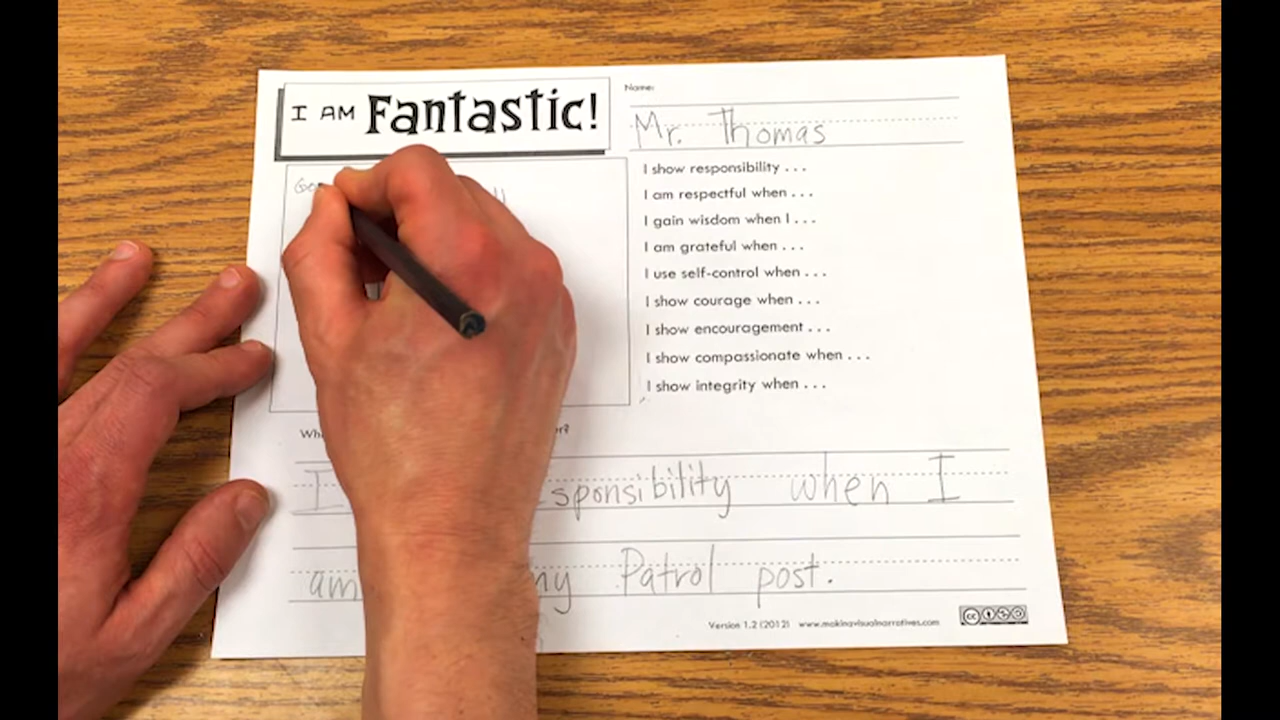 I AM Fantastic!
Name:
Mr. Thomas
I show responsibility . . .
I am respectful when . . .
I gain wisdom when I . . .
I am grateful when . . .
I use self-control when . . .
I show courage when . . .
I show encouragement . . .
I show compassionate when . . .
I show integrity when . . .
I sponsibility when I
am my Patrol post.
Version 1.2 (2012) www.makingvisualnarratives.com
cc